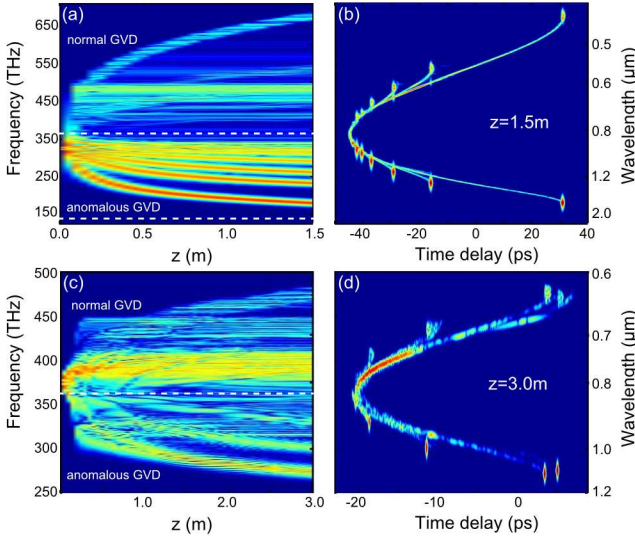 (a)
normal GVD
anomalous GVD
650
550
450
350
250
150
Frequency (THz)
0.0
0.5
1.0
1.5
z (m)
(b)
z=1.5m
0.5
0.6
0.8
1.2
2.0
Wavelength (μm)
-40
-20
0
20
40
Time delay (ps)
(c)
normal GVD
anomalous GVD
500
450
400
350
300
250
Frequency (THz)
0.0
1.0
2.0
3.0
z (m)
(d)
z=3.0m
0.6
0.7
0.8
1.0
1.2
Wavelength (μm)
-20
-10
0
Time delay (ps)